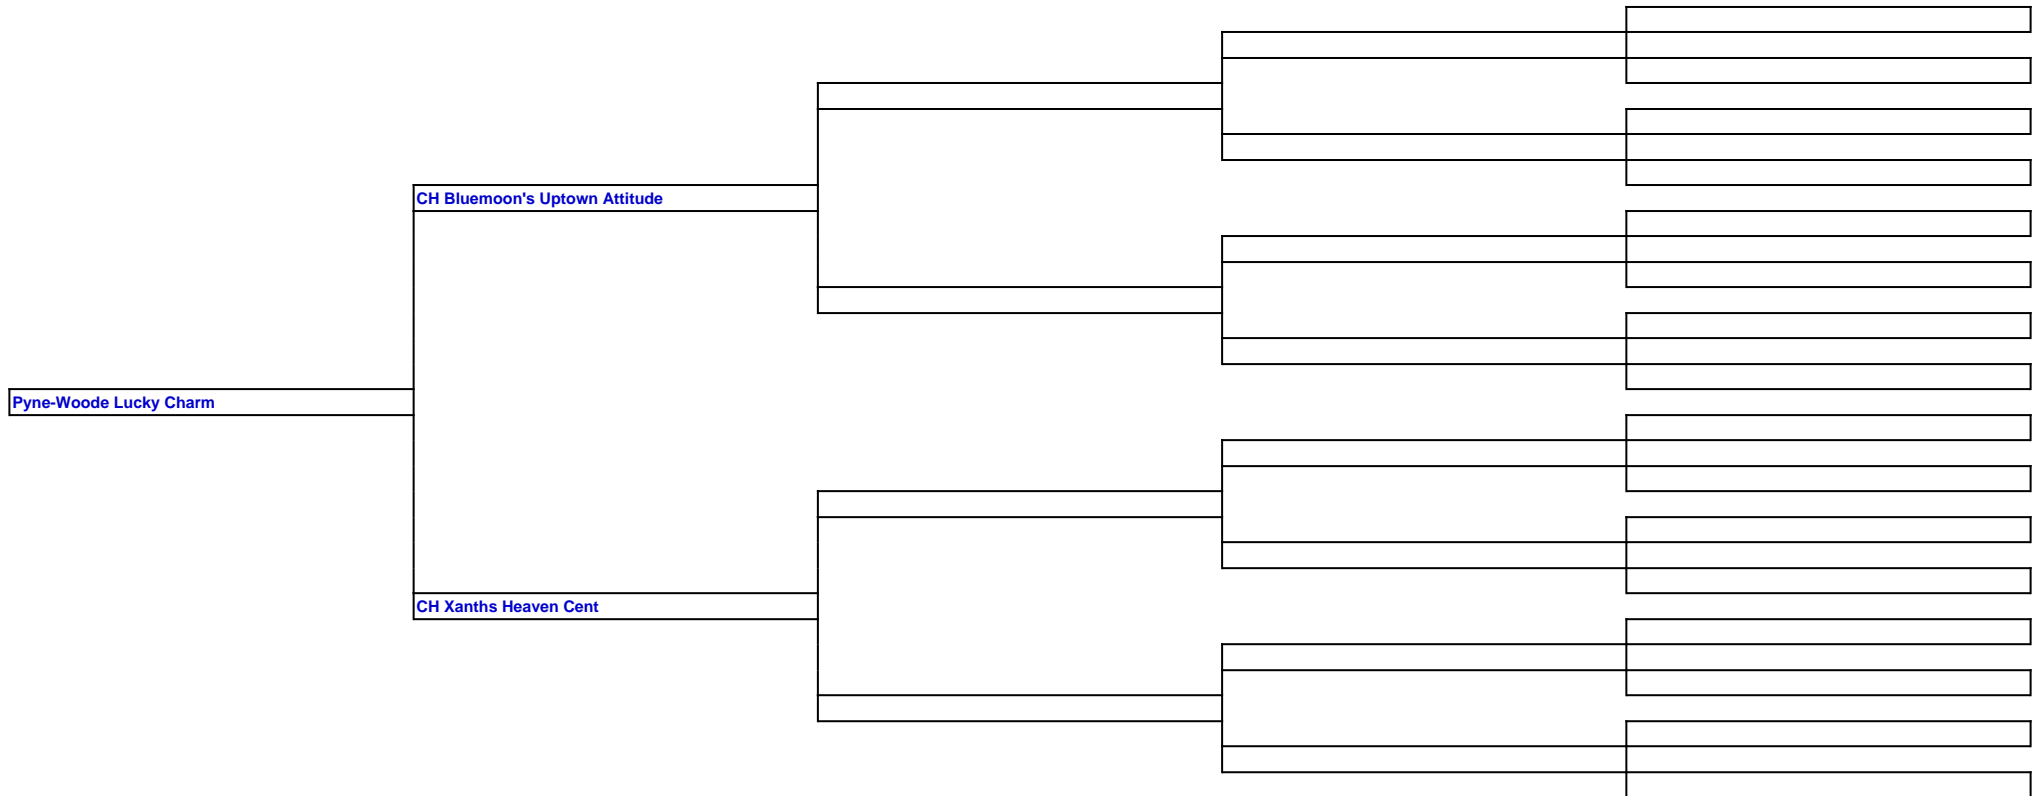 CH Bluemoon's Uptown Attitude
Pyne-Woode Lucky Charm
CH Xanths Heaven Cent